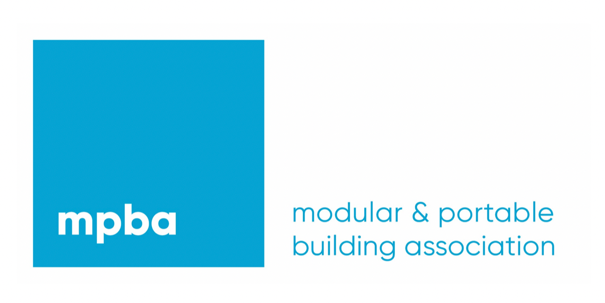 mpba
modular & portable
building association